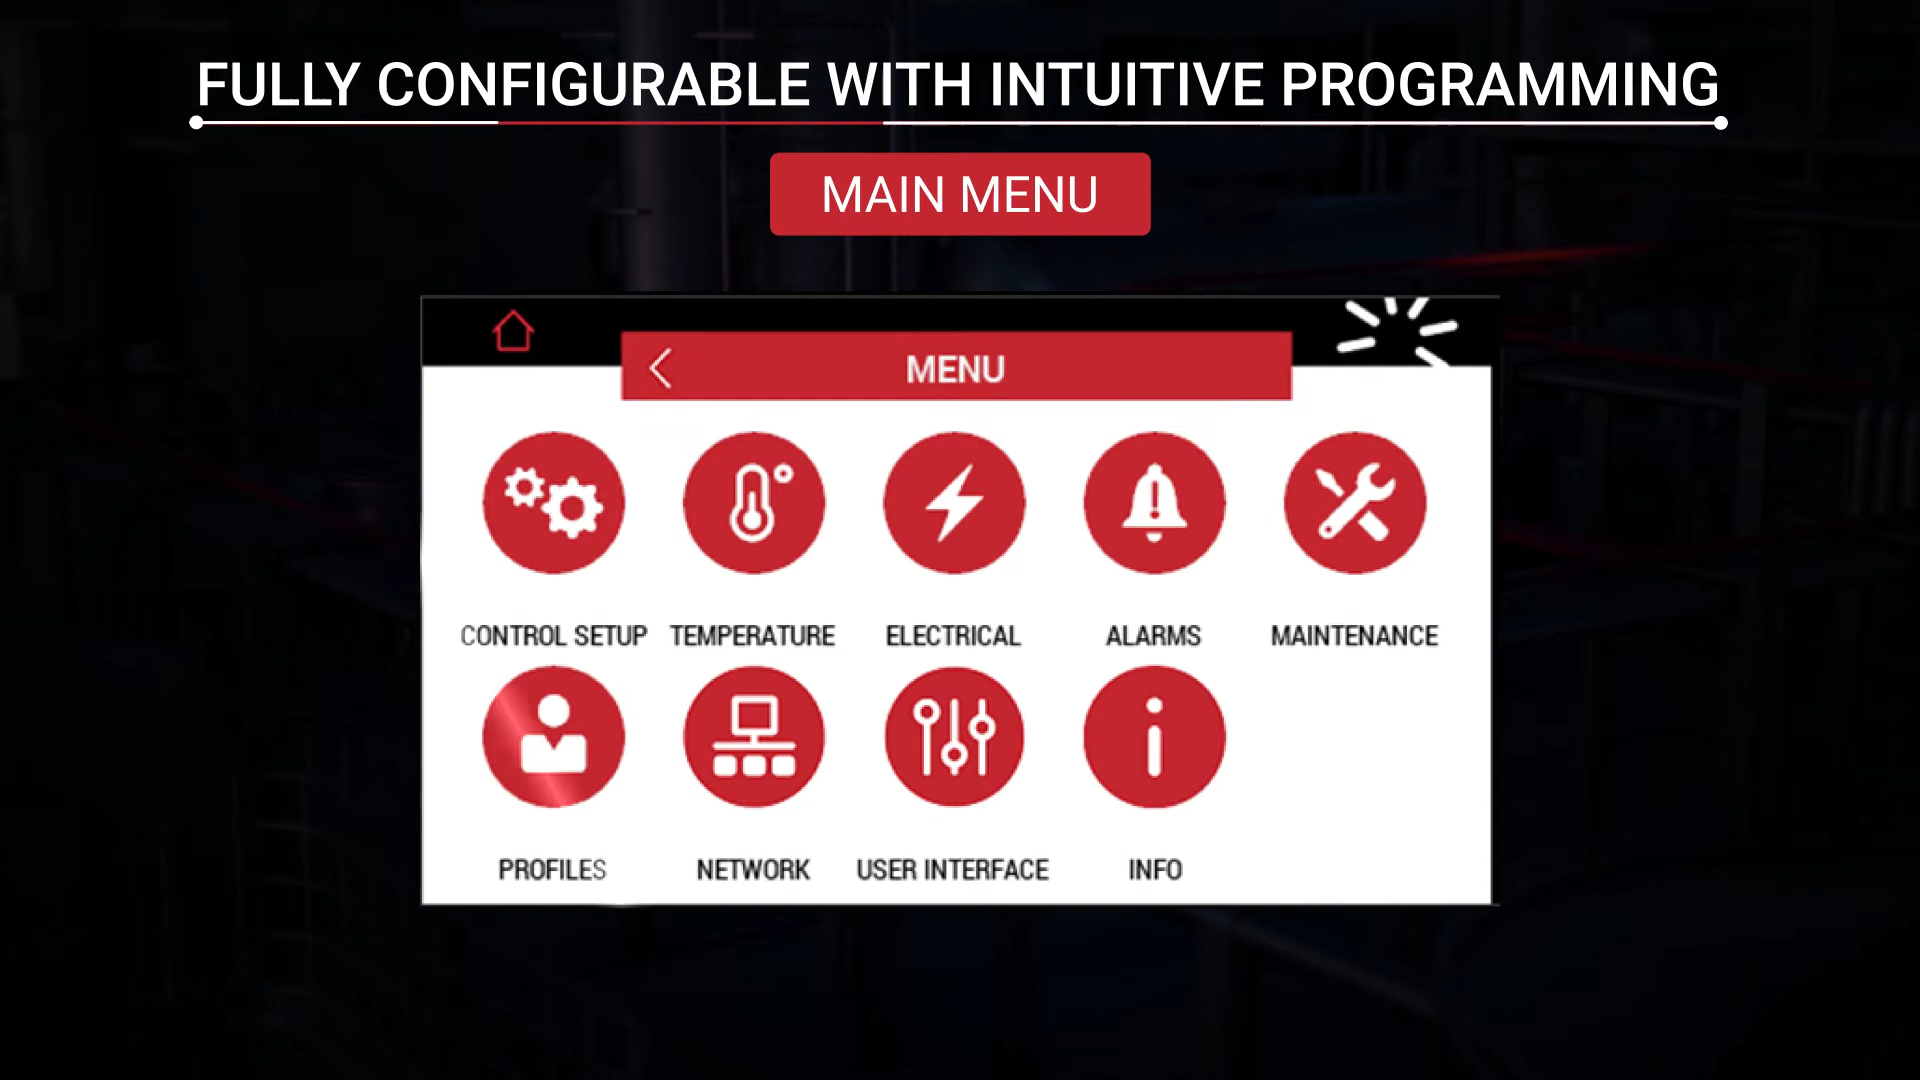 FULLY CONFIGURABLE WITH INTUITIVE PROGRAMMING
MAIN MENU
MENU
CONTROL SETUP TEMPERATURE ELECTRICAL ALARMS MAINTENANCE
PROFILES NETWORK USER INTERFACE INFO